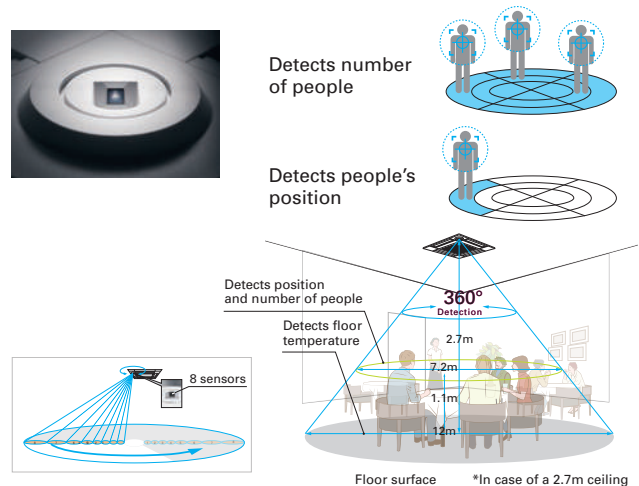 Detects number
of people
Detects people's
position
Detects position
and number of people
360°
Detection
Detects floor
temperature
2.7m
7.2m
1.1m
12m
8 sensors
Floor surface
*In case of a 2.7m ceiling